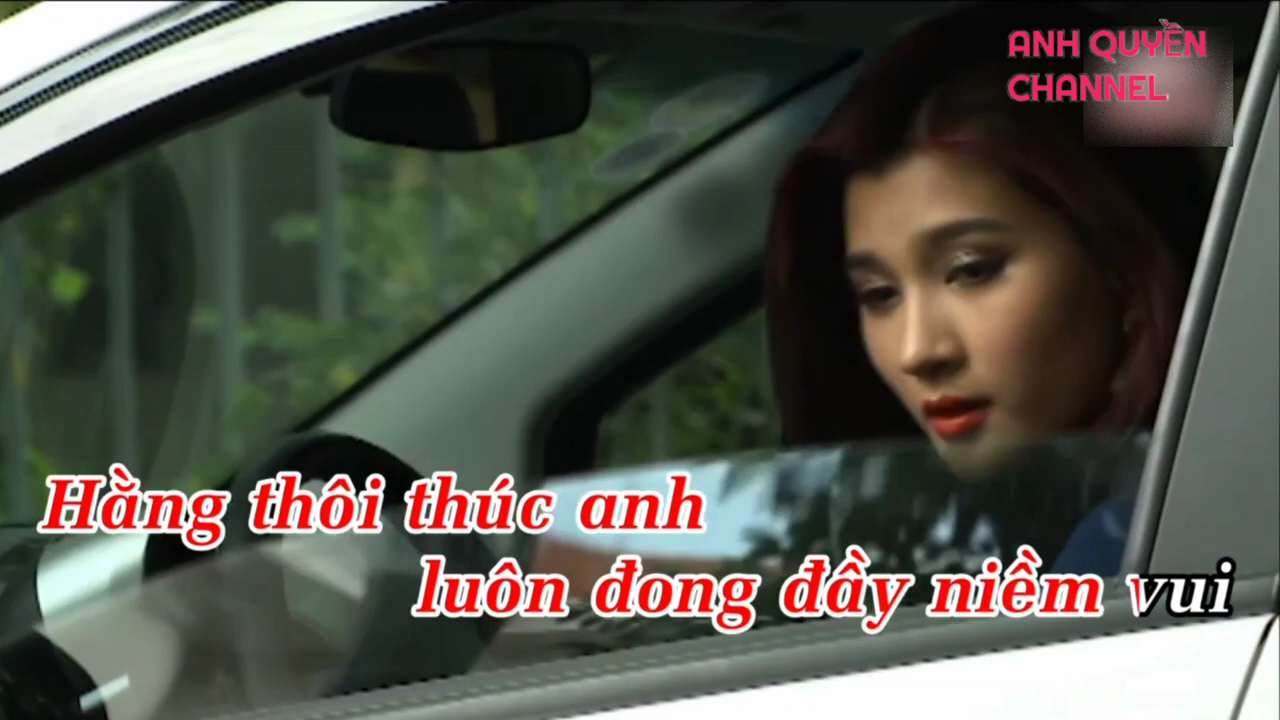 ANH QUYỀN
CHANNEL
Hằng thôi thúc anh
luôn đong đầy niềm vui